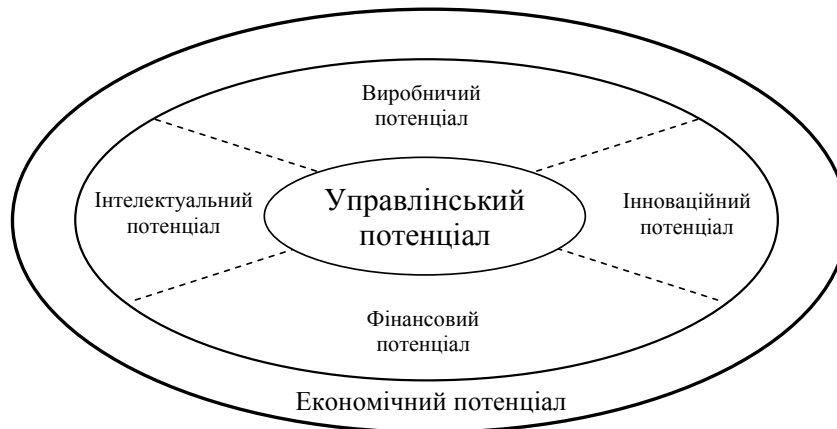 Виробничий
потенціал
Інтелектуальний
потенціал
Управлінський
потенціал
Інноваційний
потенціал
Фінансовий
потенціал
Економічний потенціал